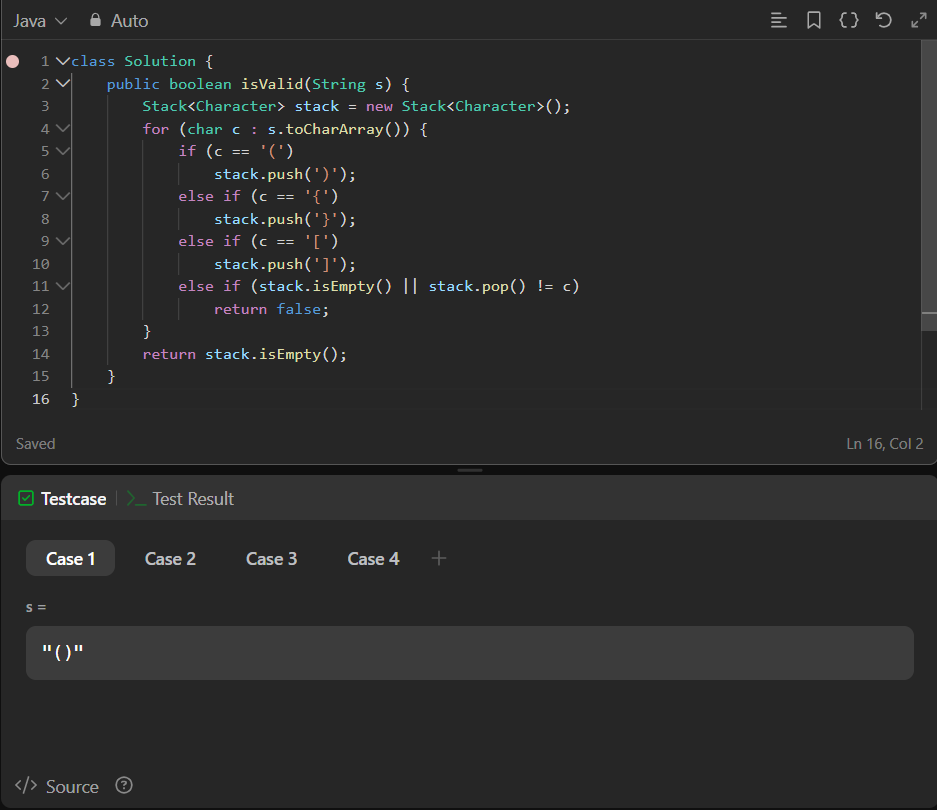 Java Auto
1 class Solution {
2     public boolean isValid(String s) {
3         Stack<Character> stack = new Stack<Character>();
4         for (char c : s.toCharArray()) {
5             if (c == '(')
6                 stack.push(')');
7             else if (c == '{')
8                 stack.push('}');
9             else if (c == '[')
10                 stack.push(']');
11             else if (stack.isEmpty() || stack.pop() != c)
12                 return false;
13         }
14         return stack.isEmpty();
15     }
16 }
Saved Ln 16, Col 2
Testcase | >_ Test Result
Case 1 Case 2 Case 3 Case 4 +
s =
"()"
</> Source ?